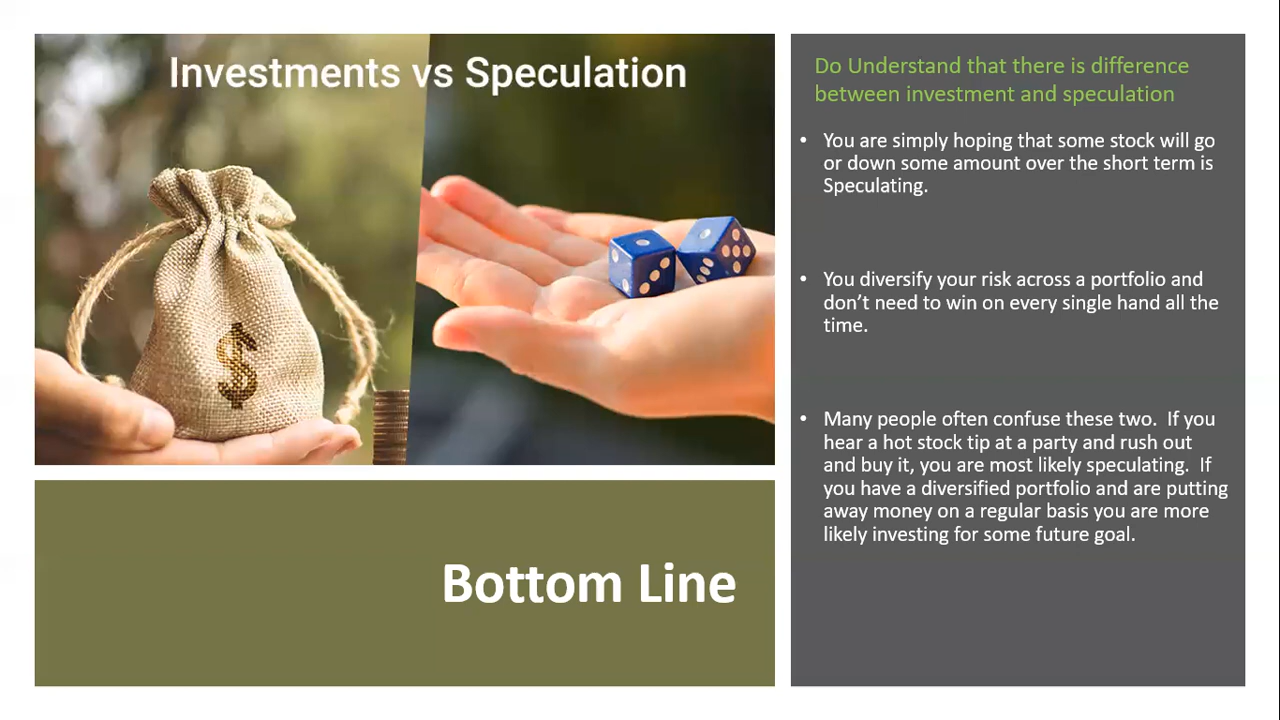 Investments vs Speculation
$
Bottom Line
Do Understand that there is difference
between investment and speculation
• You are simply hoping that some stock will go
or down some amount over the short term is
Speculating.
• You diversify your risk across a portfolio and
don’t need to win on every single hand all the
time.
• Many people often confuse these two.  If you
hear a hot stock tip at a party and rush out
and buy it, you are most likely speculating.  If
you have a diversified portfolio and are putting
away money on a regular basis you are more
likely investing for some future goal.